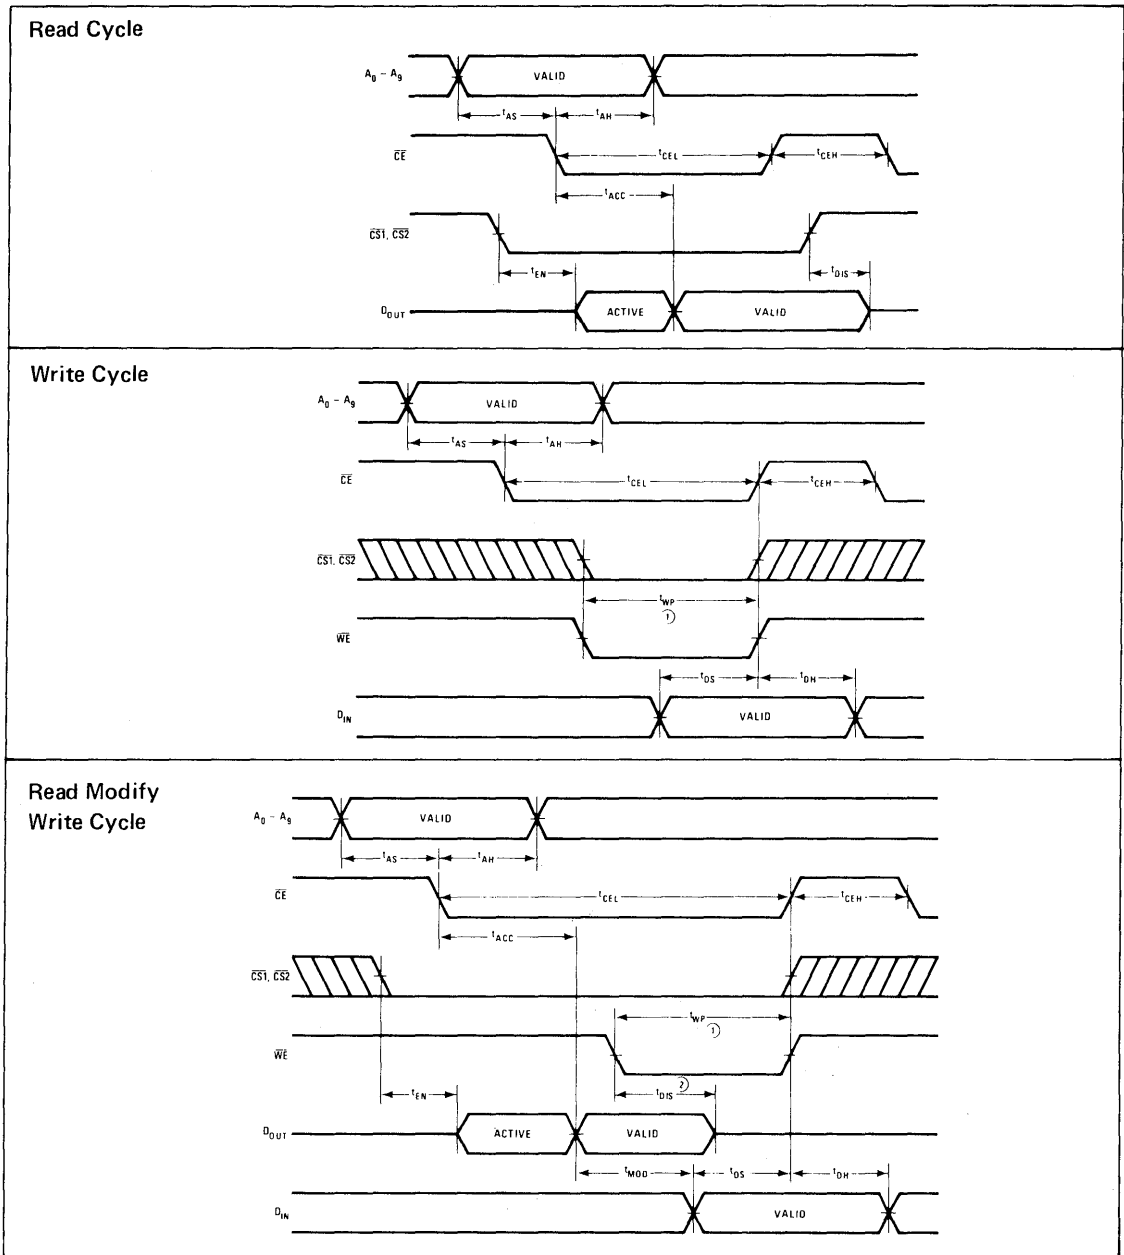 Read Cycle
A₀ – A₉
VALID
tAS
tAH
CE
tCEL
tCEH
tACC
CS1, CS2
tEN
tDIS
DOUT
ACTIVE
VALID
Write Cycle
A₀ – A₉
VALID
tAS
tAH
CE
tCEL
tCEH
CS1, CS2
tWP
①
WE
tDS
tDH
DIN
VALID
Read Modify
Write Cycle
A₀ – A₉
VALID
tAS
tAH
CE
tCEL
tCEH
tACC
CS1, CS2
tWP
①
WE
tEN
tDIS
②
DOUT
ACTIVE
VALID
tMOD
tDS
tDH
DIN
VALID